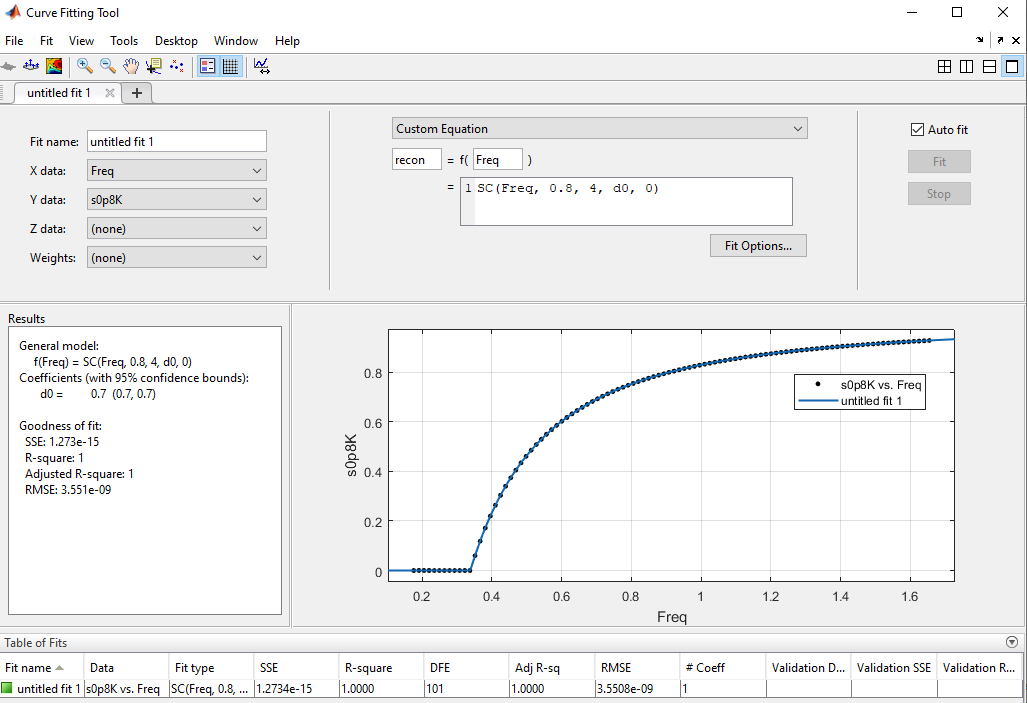 Curve Fitting Tool
File Fit View Tools Desktop Window Help
untitled fit 1
Fit name: untitled fit 1
X data: Freq
Y data: s0p8K
Z data: (none)
Weights: (none)
Custom Equation
recon = f( Freq )
= 1 SC(Freq, 0.8, 4, d0, 0)
Fit Options...
Auto fit
Fit
Stop
Results
General model:
f(Freq) = SC(Freq, 0.8, 4, d0, 0)
Coefficients (with 95% confidence bounds):
d0 = 0.7 (0.7, 0.7)
Goodness of fit:
SSE: 1.273e-15
R-square: 1
Adjusted R-square: 1
RMSE: 3.551e-09
s0p8K
0.8
0.6
0.4
0.2
0
0.2 0.4 0.6 0.8 1 1.2 1.4 1.6
Freq
s0p8K vs. Freq
untitled fit 1
Table of Fits
Fit name Data Fit type SSE R-square DFE Adj R-sq RMSE # Coeff Validation D... Validation SSE Validation R...
untitled fit 1 s0p8K vs. Freq SC(Freq, 0.8, ... 1.2734e-15 1.0000 101 1.0000 3.5508e-09 1